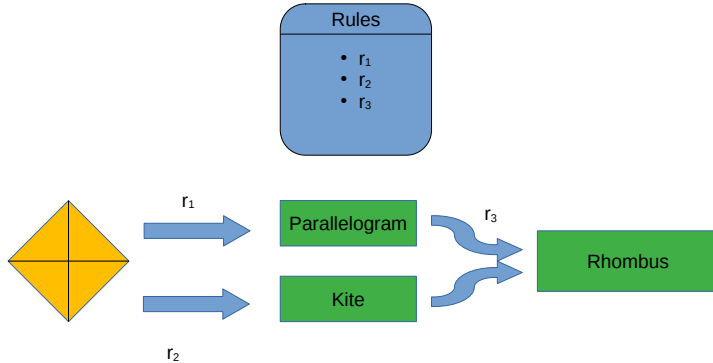 Rules
• r₁
• r₂
• r₃
r₁
Parallelogram
r₃
Rhombus
Kite
r₂